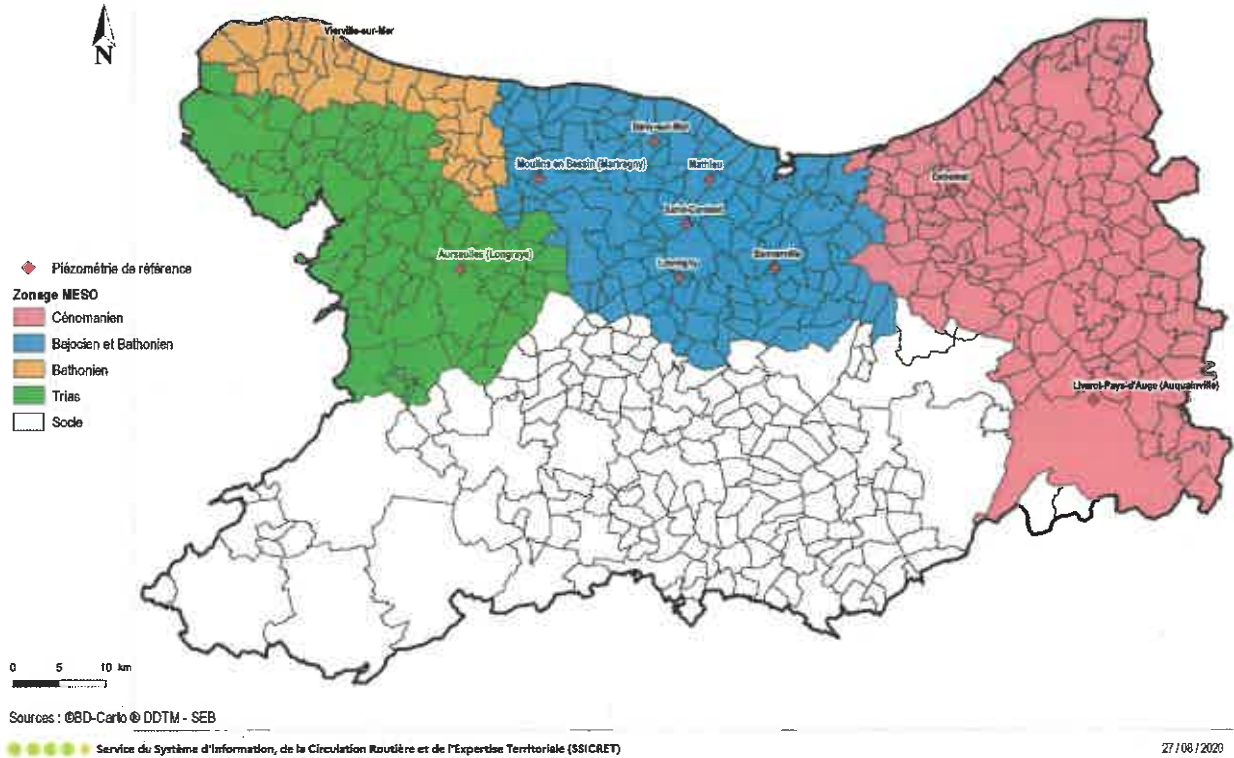 N
Vierville-sur-Mer
Mathieu
Moulins en Bessin (Martragny)
Aurseulles (Longraye)
Livarot-Pays-d'Auge (Auquainville)
Piézométrie de référence
Zonage MESO
Cénomanien
Bajocien et Bathonien
Bathonien
Trias
Socle
0 5 10 km
Sources : ©BD-Carto © DDTM - SEB
Service du Système d'Information, de la Circulation Routière et de l'Expertise Territoriale (SSICRET)
27/08/2020